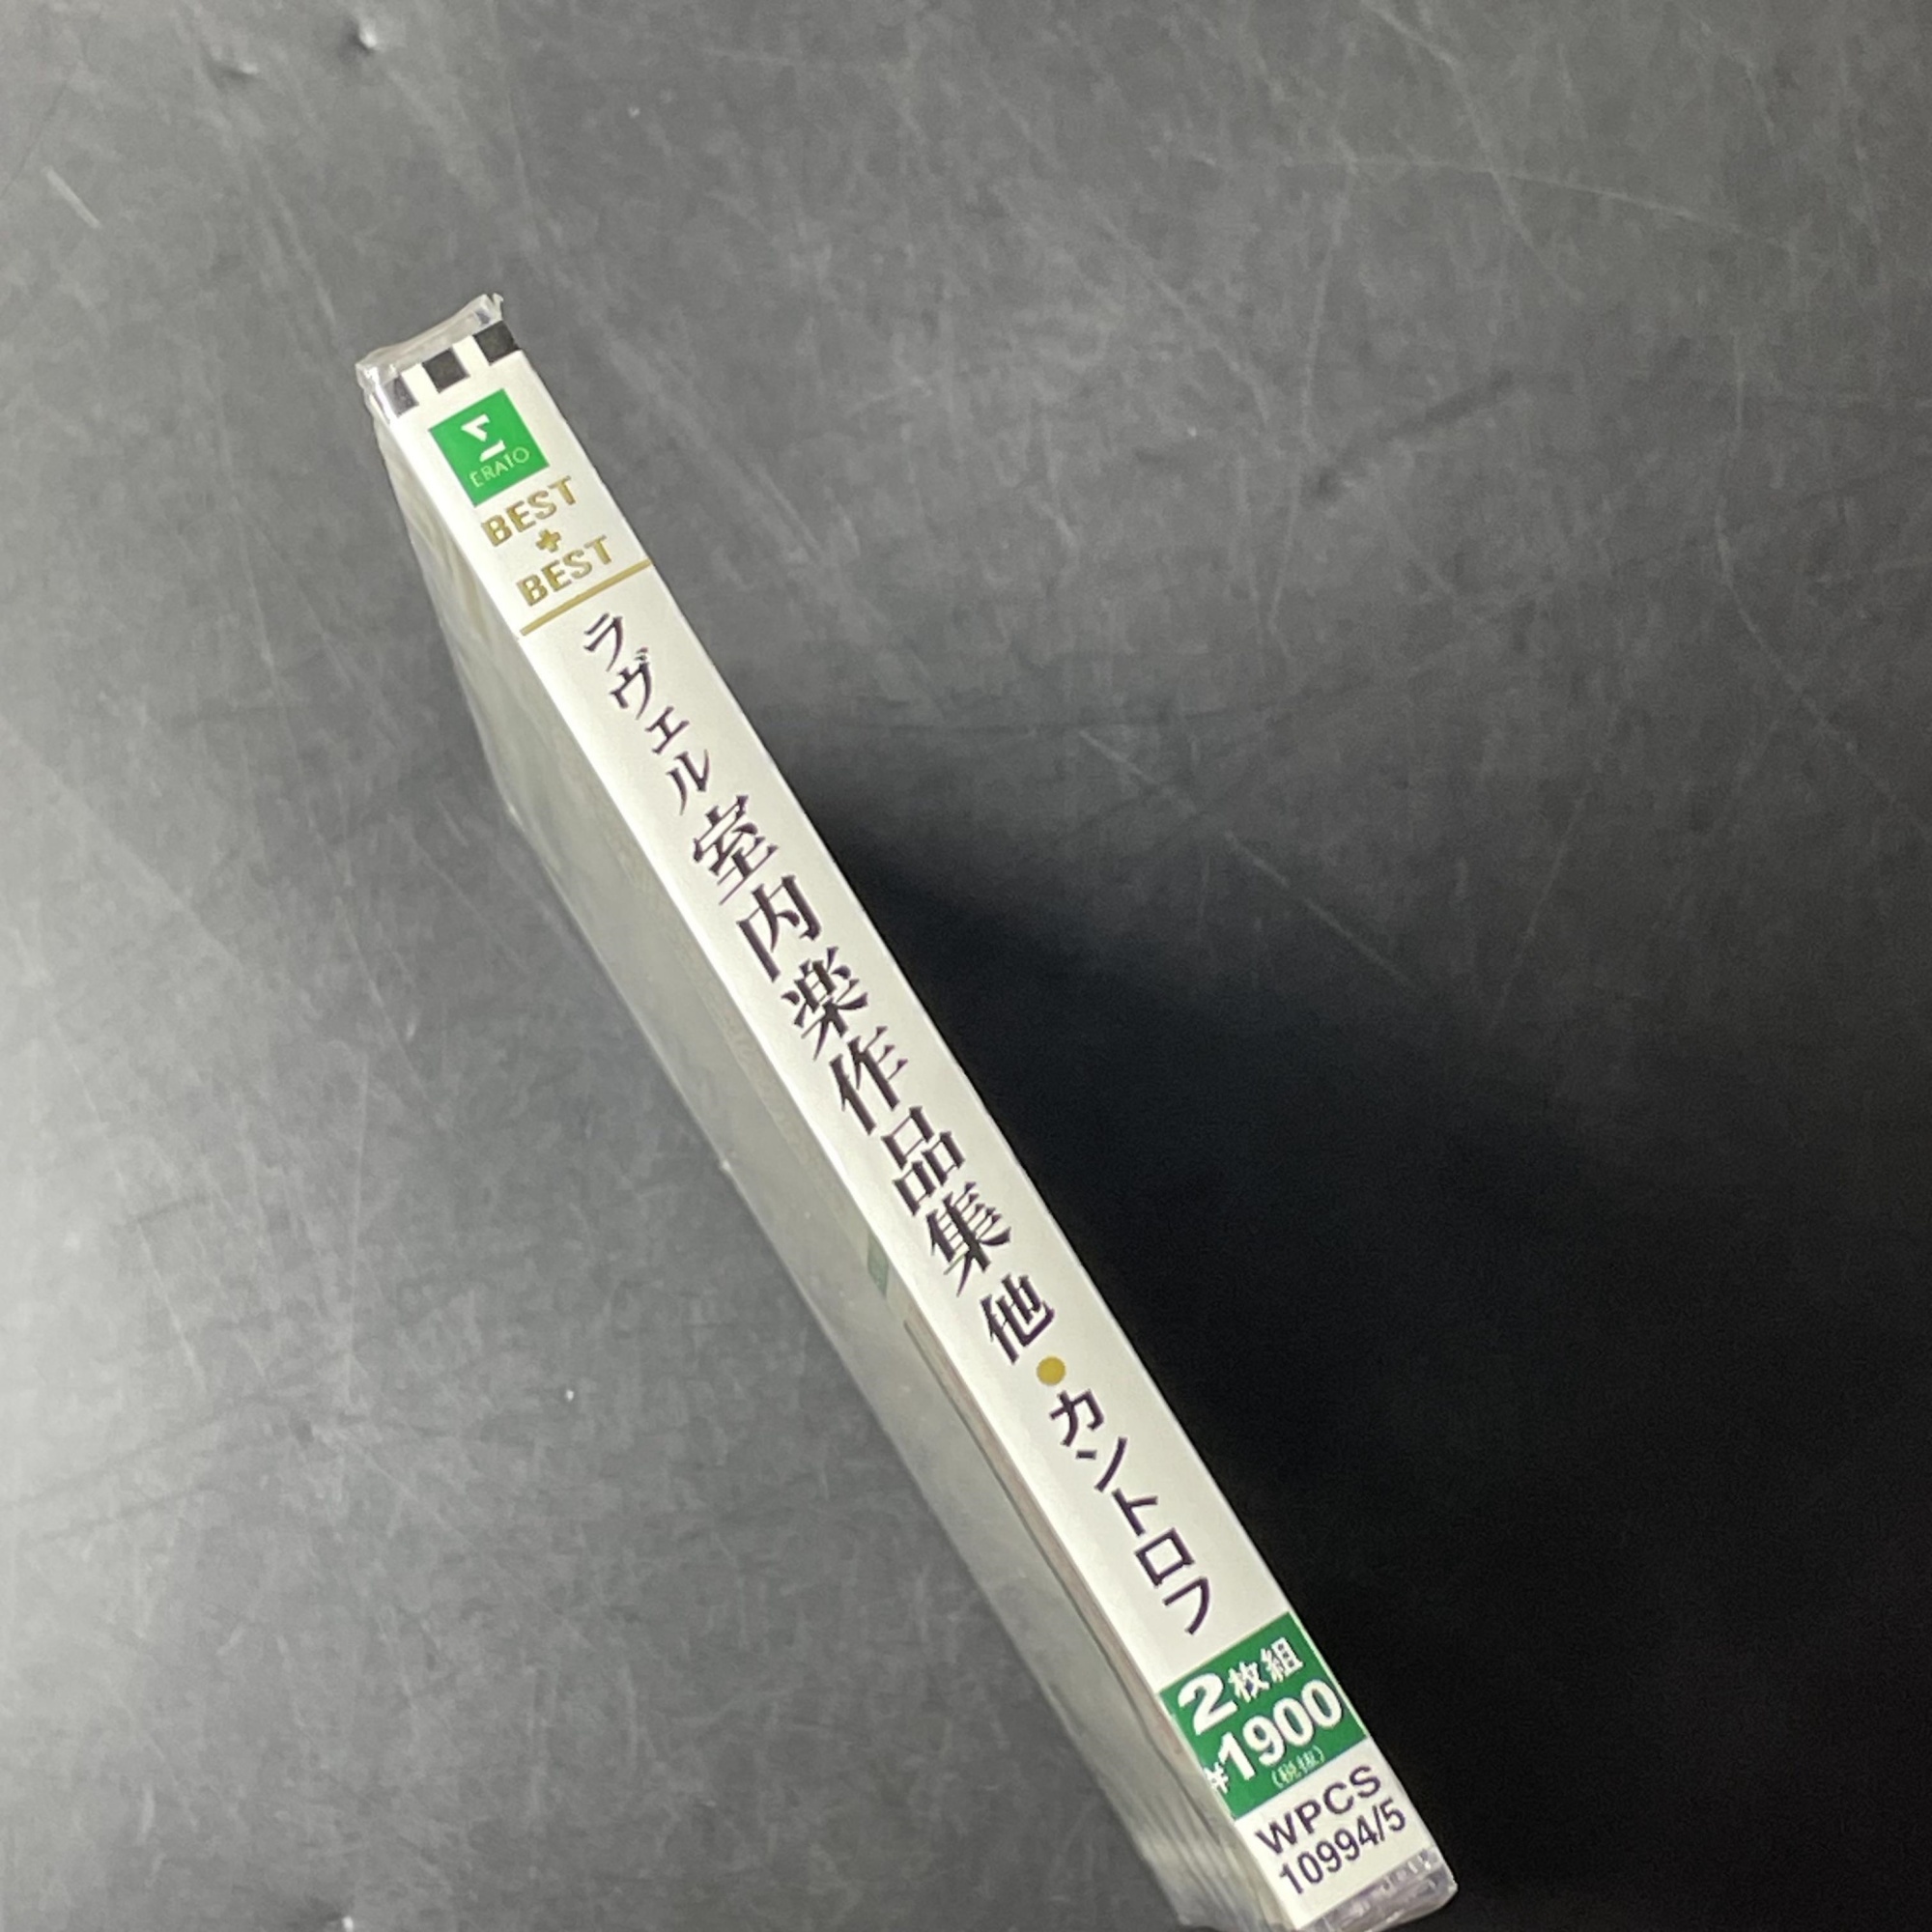 ERATO
BEST
+
BEST
ラヴェル 室内楽作品集 他●カントロフ
2枚組
¥1900
(税抜)
WPCS
10994/5